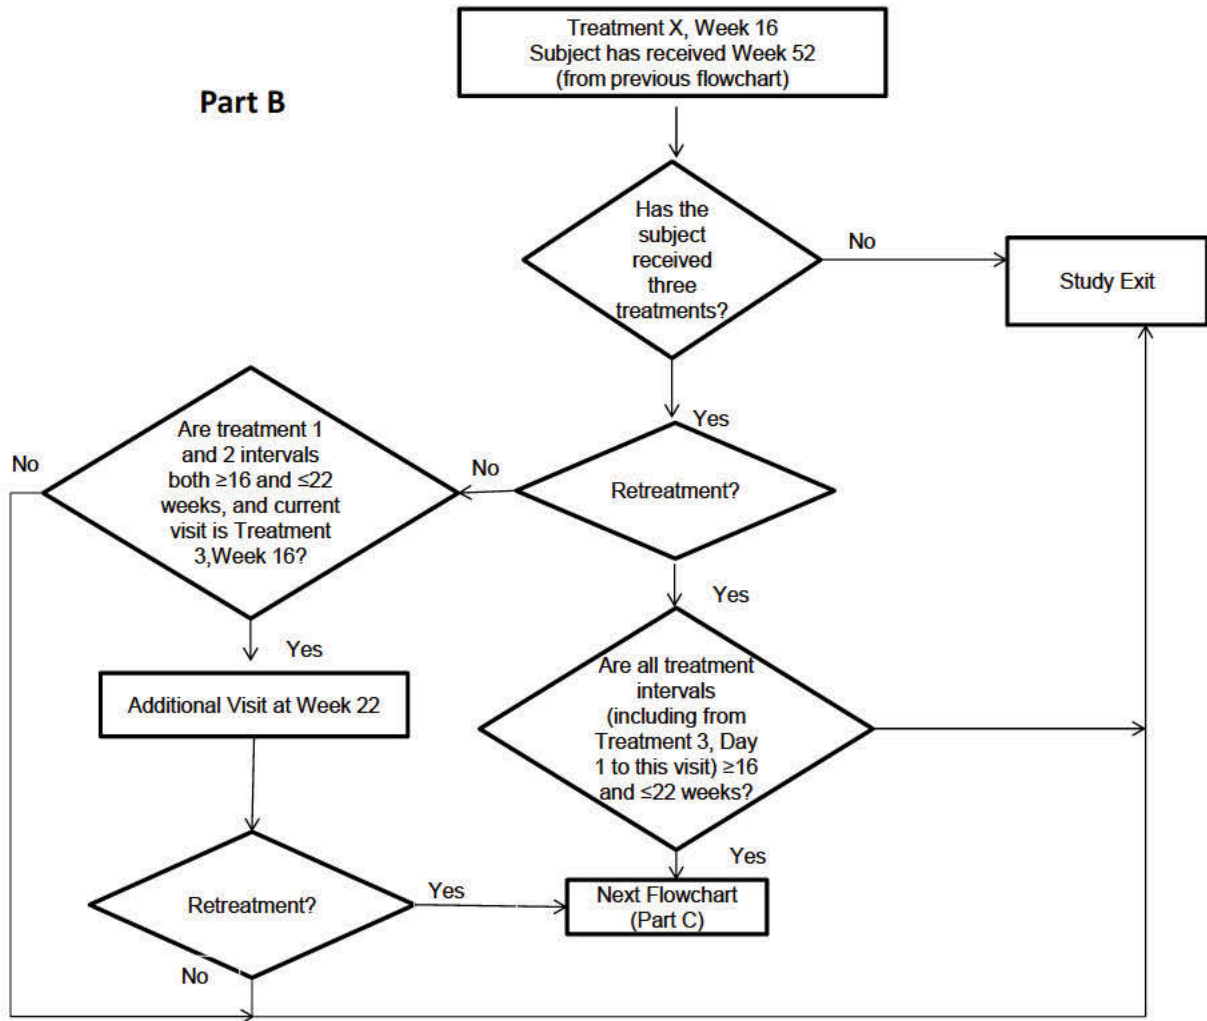 Treatment X, Week 16
Subject has received Week 52
(from previous flowchart)
Part B
Has the
subject
received
three
treatments?
No
Study Exit
Yes
Retreatment?
No
Are treatment 1
and 2 intervals
both ≥16 and ≤22
weeks, and current
visit is Treatment
3,Week 16?
No
Yes
Yes
Are all treatment
intervals
(including from
Treatment 3, Day
1 to this visit) ≥16
and ≤22 weeks?
Additional Visit at Week 22
Yes
Retreatment?
Yes
Next Flowchart
(Part C)
No